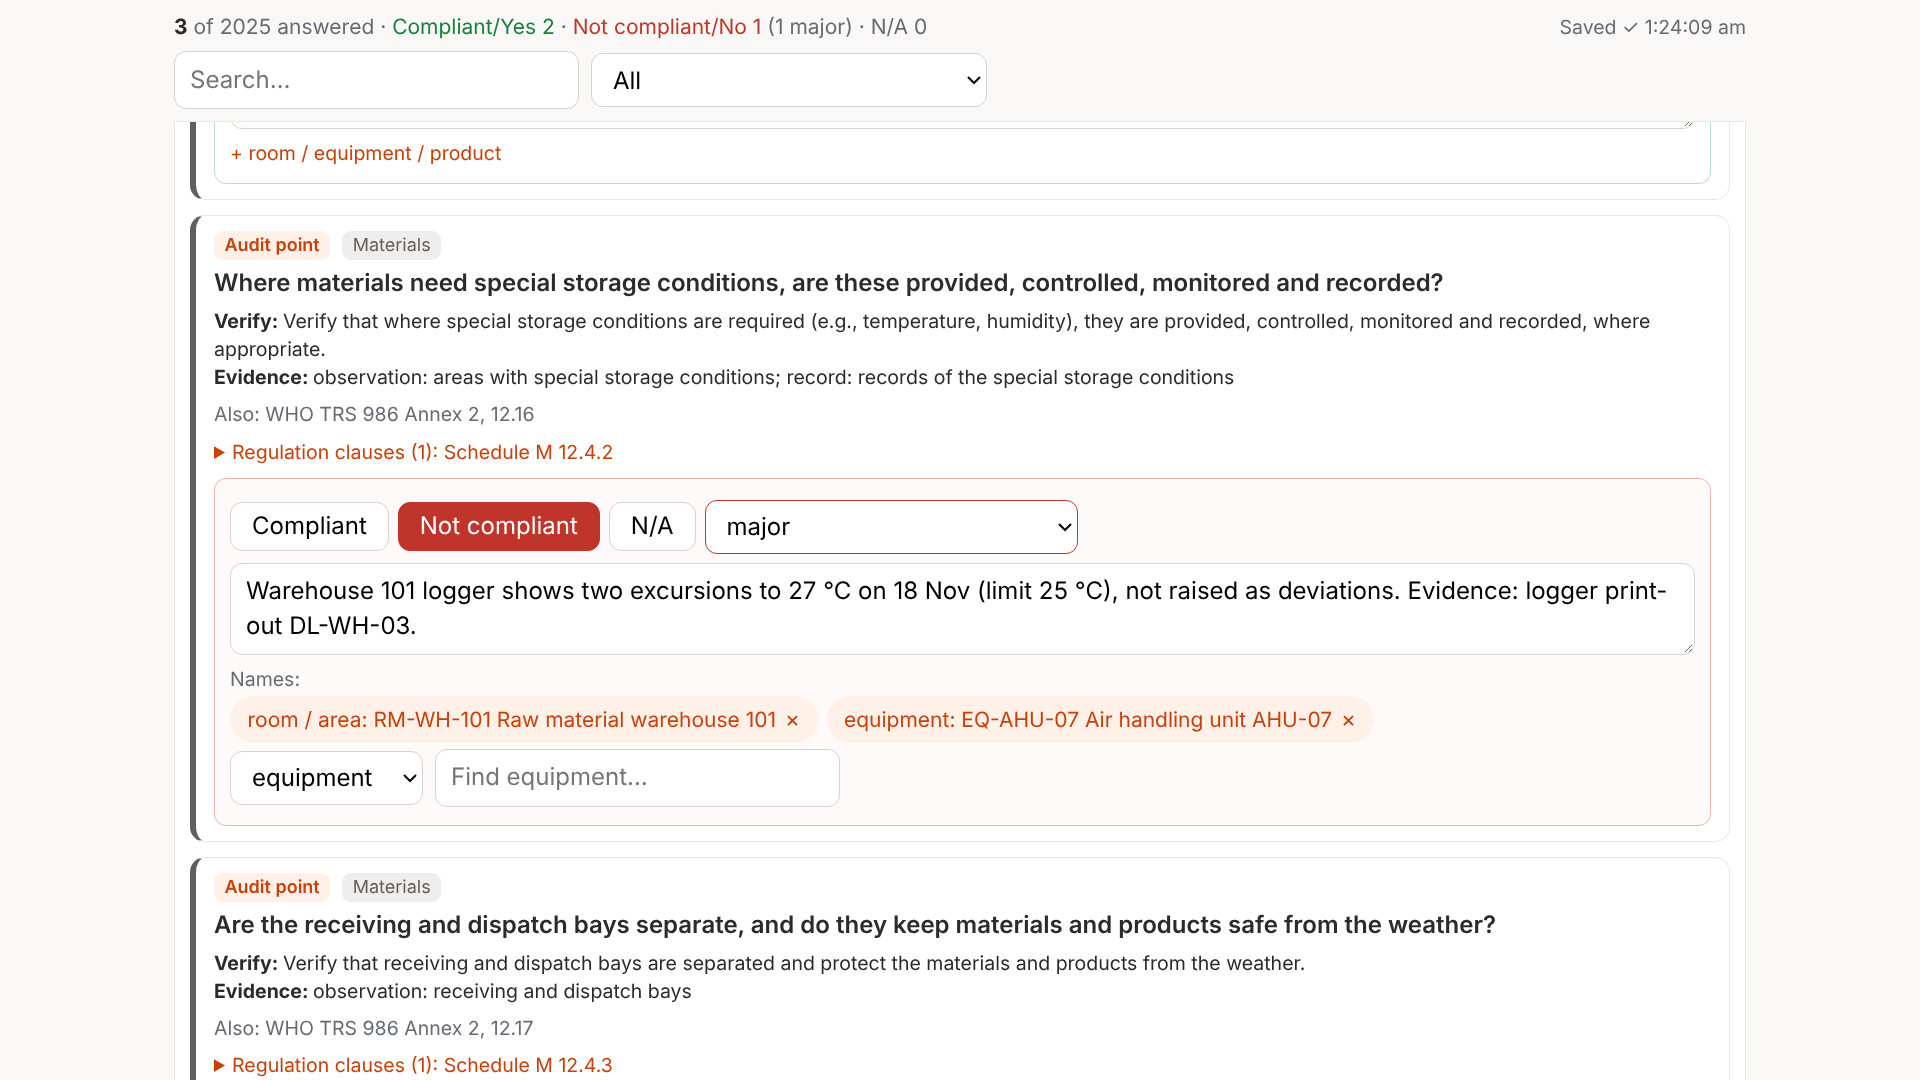 3 of 2025 answered · Compliant/Yes 2 · Not compliant/No 1 (1 major) · N/A 0
Saved ✓ 1:24:09 am
Search...
All
+ room / equipment / product
Audit point
Materials
Where materials need special storage conditions, are these provided, controlled, monitored and recorded?
Verify: Verify that where special storage conditions are required (e.g., temperature, humidity), they are provided, controlled, monitored and recorded, where
appropriate.
Evidence: observation: areas with special storage conditions; record: records of the special storage conditions
Also: WHO TRS 986 Annex 2, 12.16
▶ Regulation clauses (1): Schedule M 12.4.2
Compliant
Not compliant
N/A
major
Warehouse 101 logger shows two excursions to 27 °C on 18 Nov (limit 25 °C), not raised as deviations. Evidence: logger print-
out DL-WH-03.
Names:
room / area: RM-WH-101 Raw material warehouse 101 ×
equipment: EQ-AHU-07 Air handling unit AHU-07 ×
equipment
Find equipment...
Audit point
Materials
Are the receiving and dispatch bays separate, and do they keep materials and products safe from the weather?
Verify: Verify that receiving and dispatch bays are separated and protect the materials and products from the weather.
Evidence: observation: receiving and dispatch bays
Also: WHO TRS 986 Annex 2, 12.17
▶ Regulation clauses (1): Schedule M 12.4.3